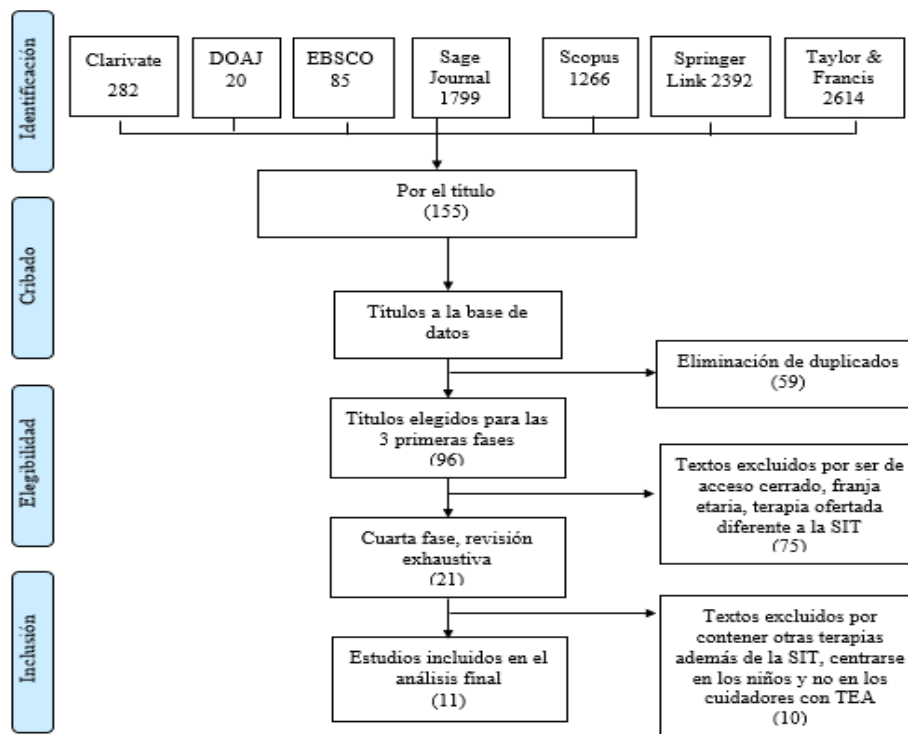 Identificación
Clarivate
282
DOAJ
20
EBSCO
85
Sage
Journal
1799
Scopus
1266
Springer
Link 2392
Taylor &
Francis
2614
Por el título
(155)
Cribado
Títulos a la base de
datos
Eliminación de duplicados
(59)
Elegibilidad
Títulos elegidos para las
3 primeras fases
(96)
Textos excluidos por ser de
acceso cerrado, franja
etaria, terapia ofertada
diferente a la SIT
(75)
Cuarta fase, revisión
exhaustiva
(21)
Inclusión
Textos excluidos por
contener otras terapias
además de la SIT, centrarse
en los niños y no en los
cuidadores con TEA
(10)
Estudios incluidos en el
análisis final
(11)